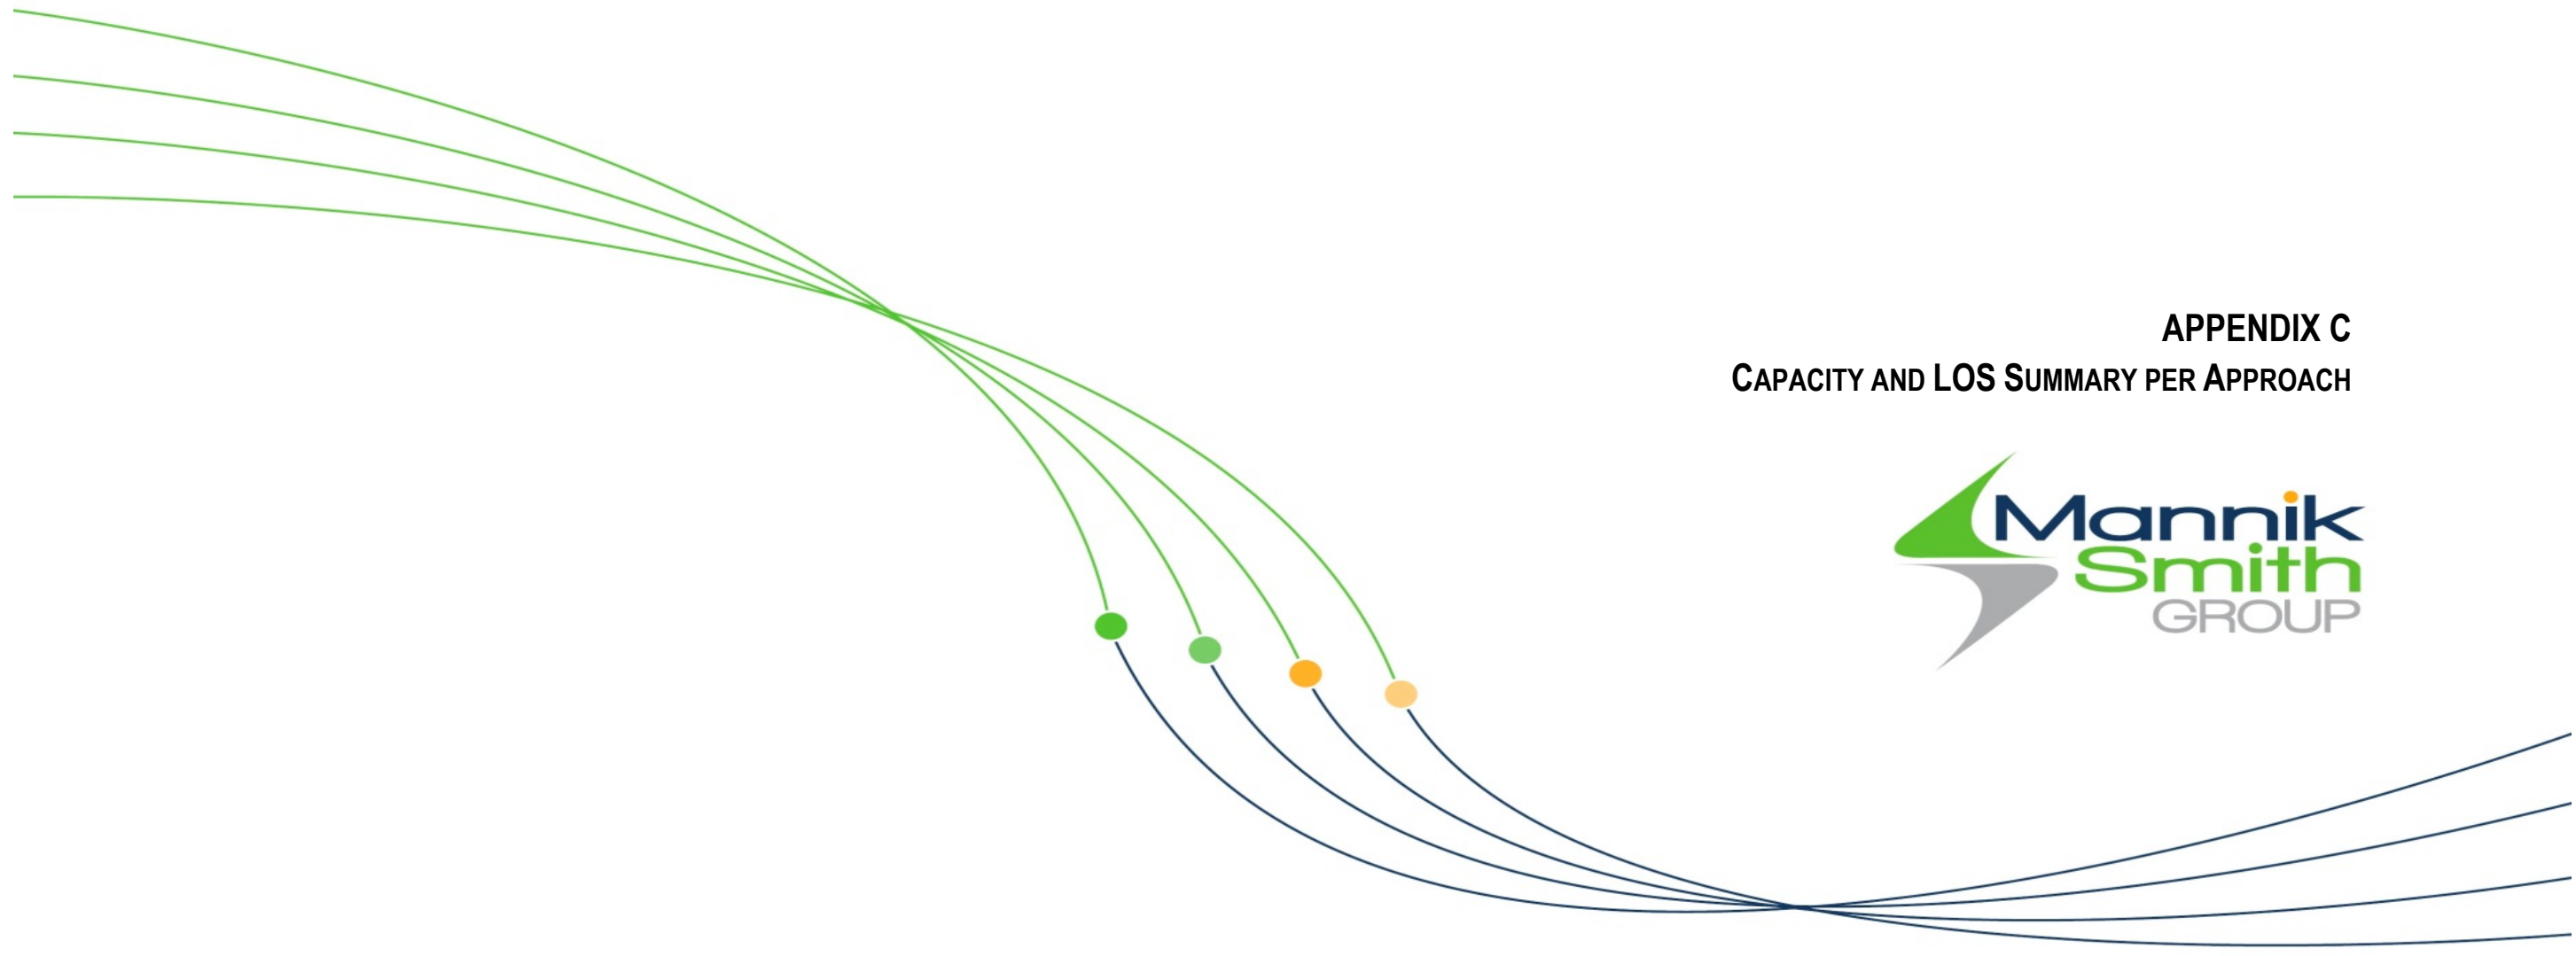 APPENDIX C
CAPACITY AND LOS SUMMARY PER APPROACH
Mannik
Smith
GROUP